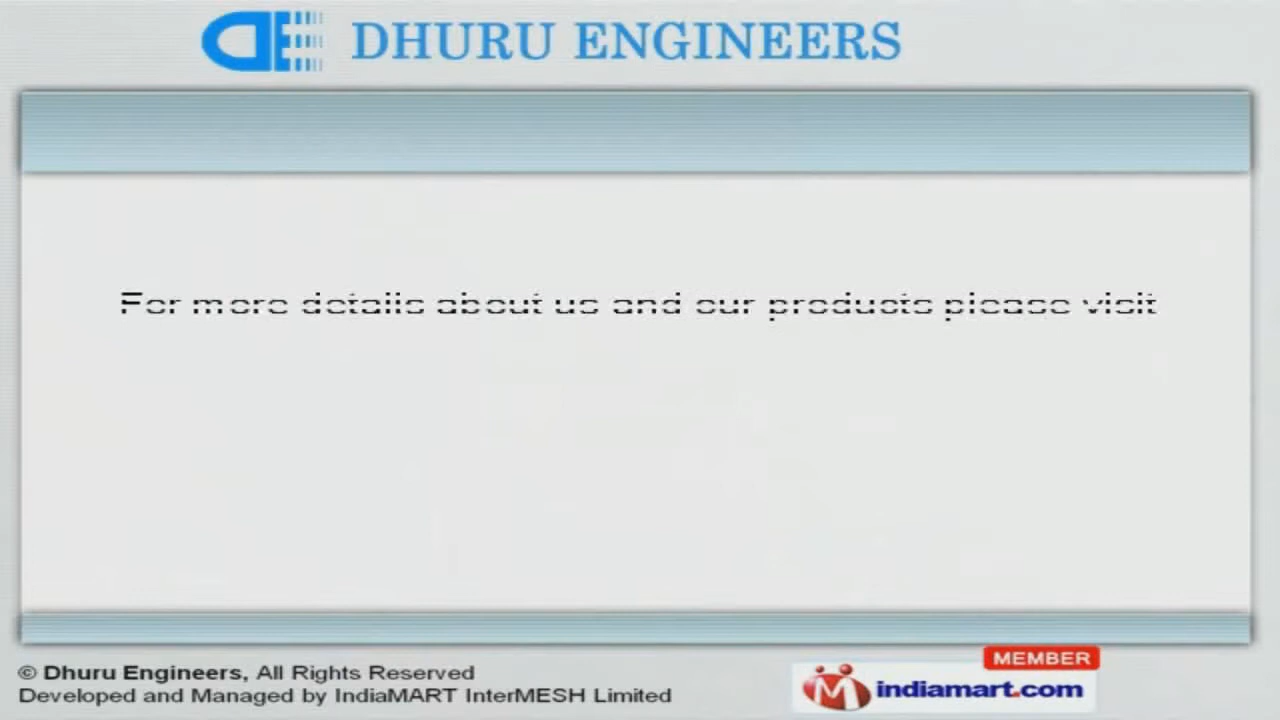 DE DHURU ENGINEERS
For more details about us and our products please visit
© Dhuru Engineers, All Rights Reserved
Developed and Managed by IndiaMART InterMESH Limited
MEMBER
indiamart.com